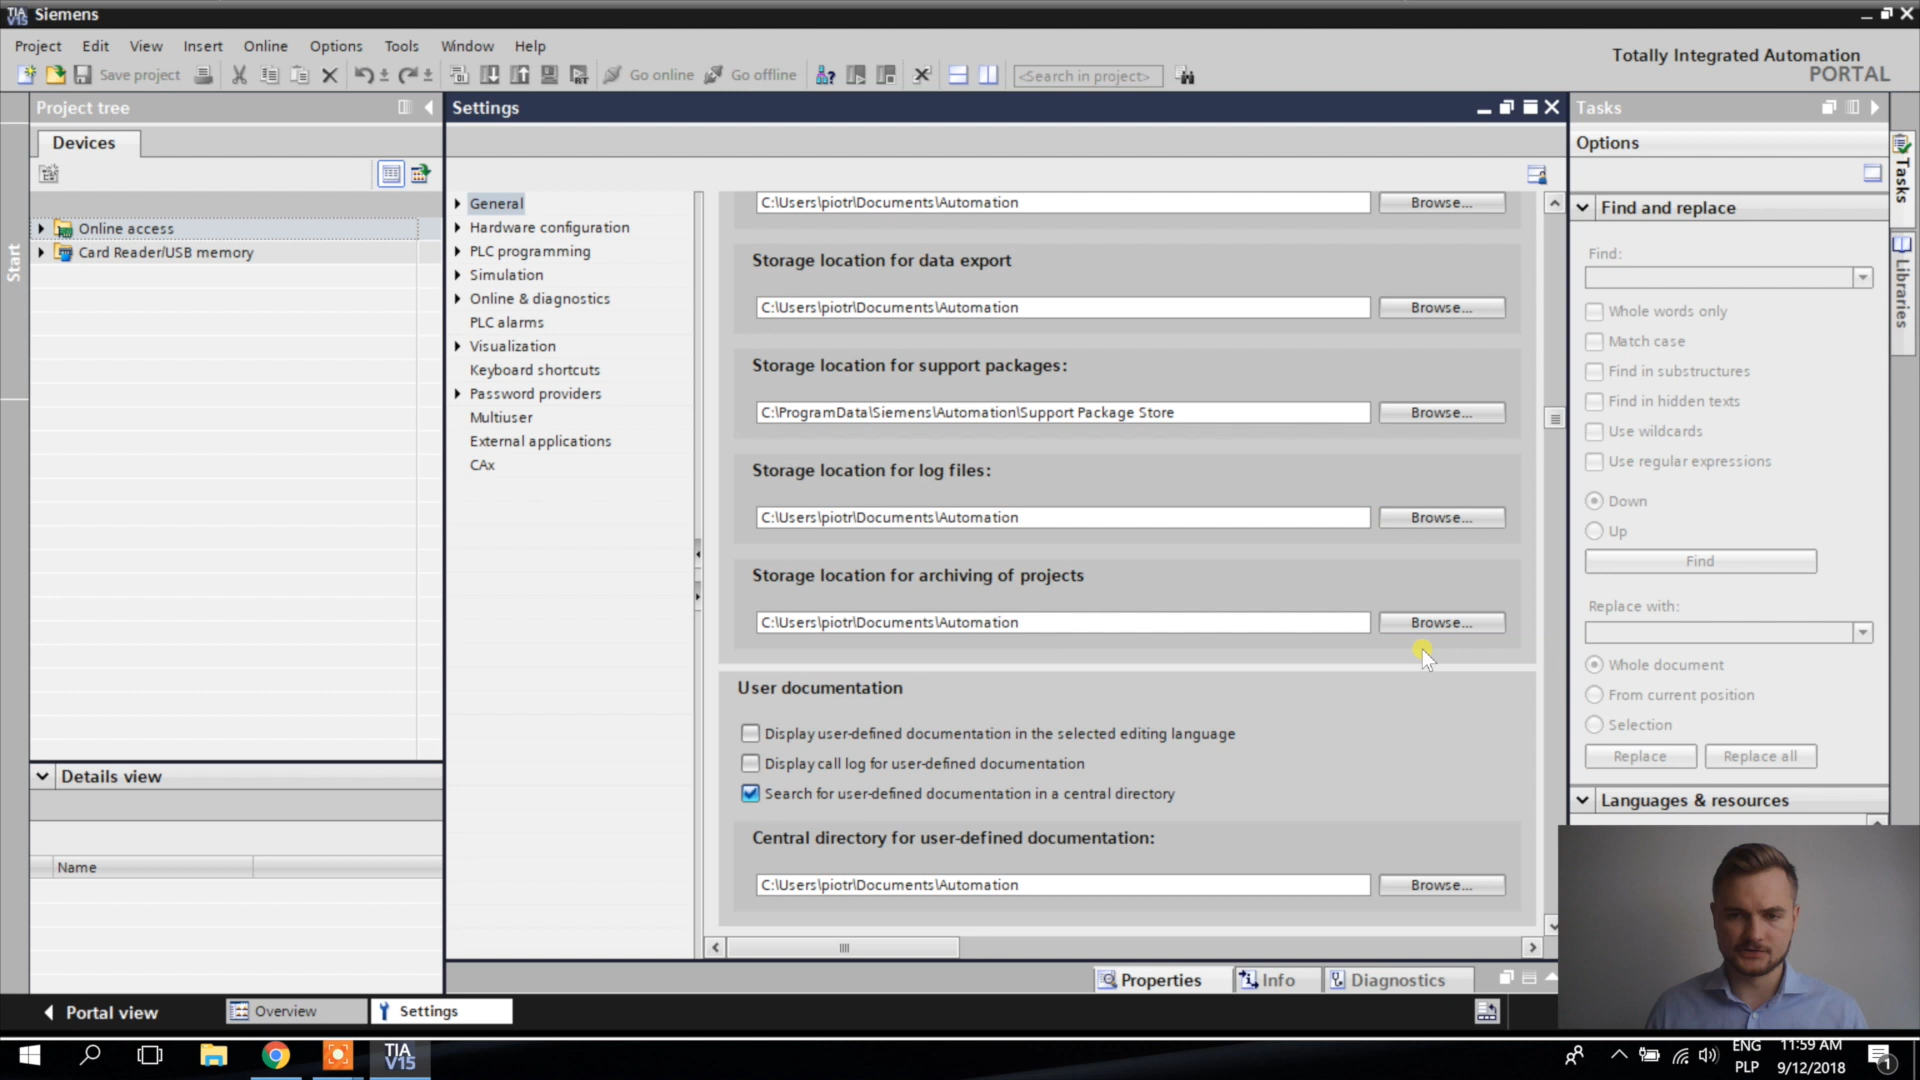 TIA V15 Siemens
Project Edit View Insert Online Options Tools Window Help
Totally Integrated Automation
PORTAL
Save project Go online Go offline <Search in project>
Project tree
Settings
Tasks
Devices
Options
Start
Online access
Card Reader/USB memory
General
Hardware configuration
PLC programming
Simulation
Online & diagnostics
PLC alarms
Visualization
Keyboard shortcuts
Password providers
Multiuser
External applications
CAx
C:\Users\piotr\Documents\Automation Browse...
Storage location for data export
C:\Users\piotr\Documents\Automation Browse...
Storage location for support packages:
C:\ProgramData\Siemens\Automation\Support Package Store Browse...
Storage location for log files:
C:\Users\piotr\Documents\Automation Browse...
Storage location for archiving of projects
C:\Users\piotr\Documents\Automation Browse...
User documentation
Display user-defined documentation in the selected editing language
Display call log for user-defined documentation
Search for user-defined documentation in a central directory
Central directory for user-defined documentation:
C:\Users\piotr\Documents\Automation Browse...
Find and replace
Find:
Whole words only
Match case
Find in substructures
Find in hidden texts
Use wildcards
Use regular expressions
Down
Up
Find
Replace with:
Whole document
From current position
Selection
Replace Replace all
Languages & resources
Tasks
Libraries
Details view
Name
Properties Info Diagnostics
Portal view Overview Settings
TIA V15
ENG
PLP
11:59 AM
9/12/2018
1